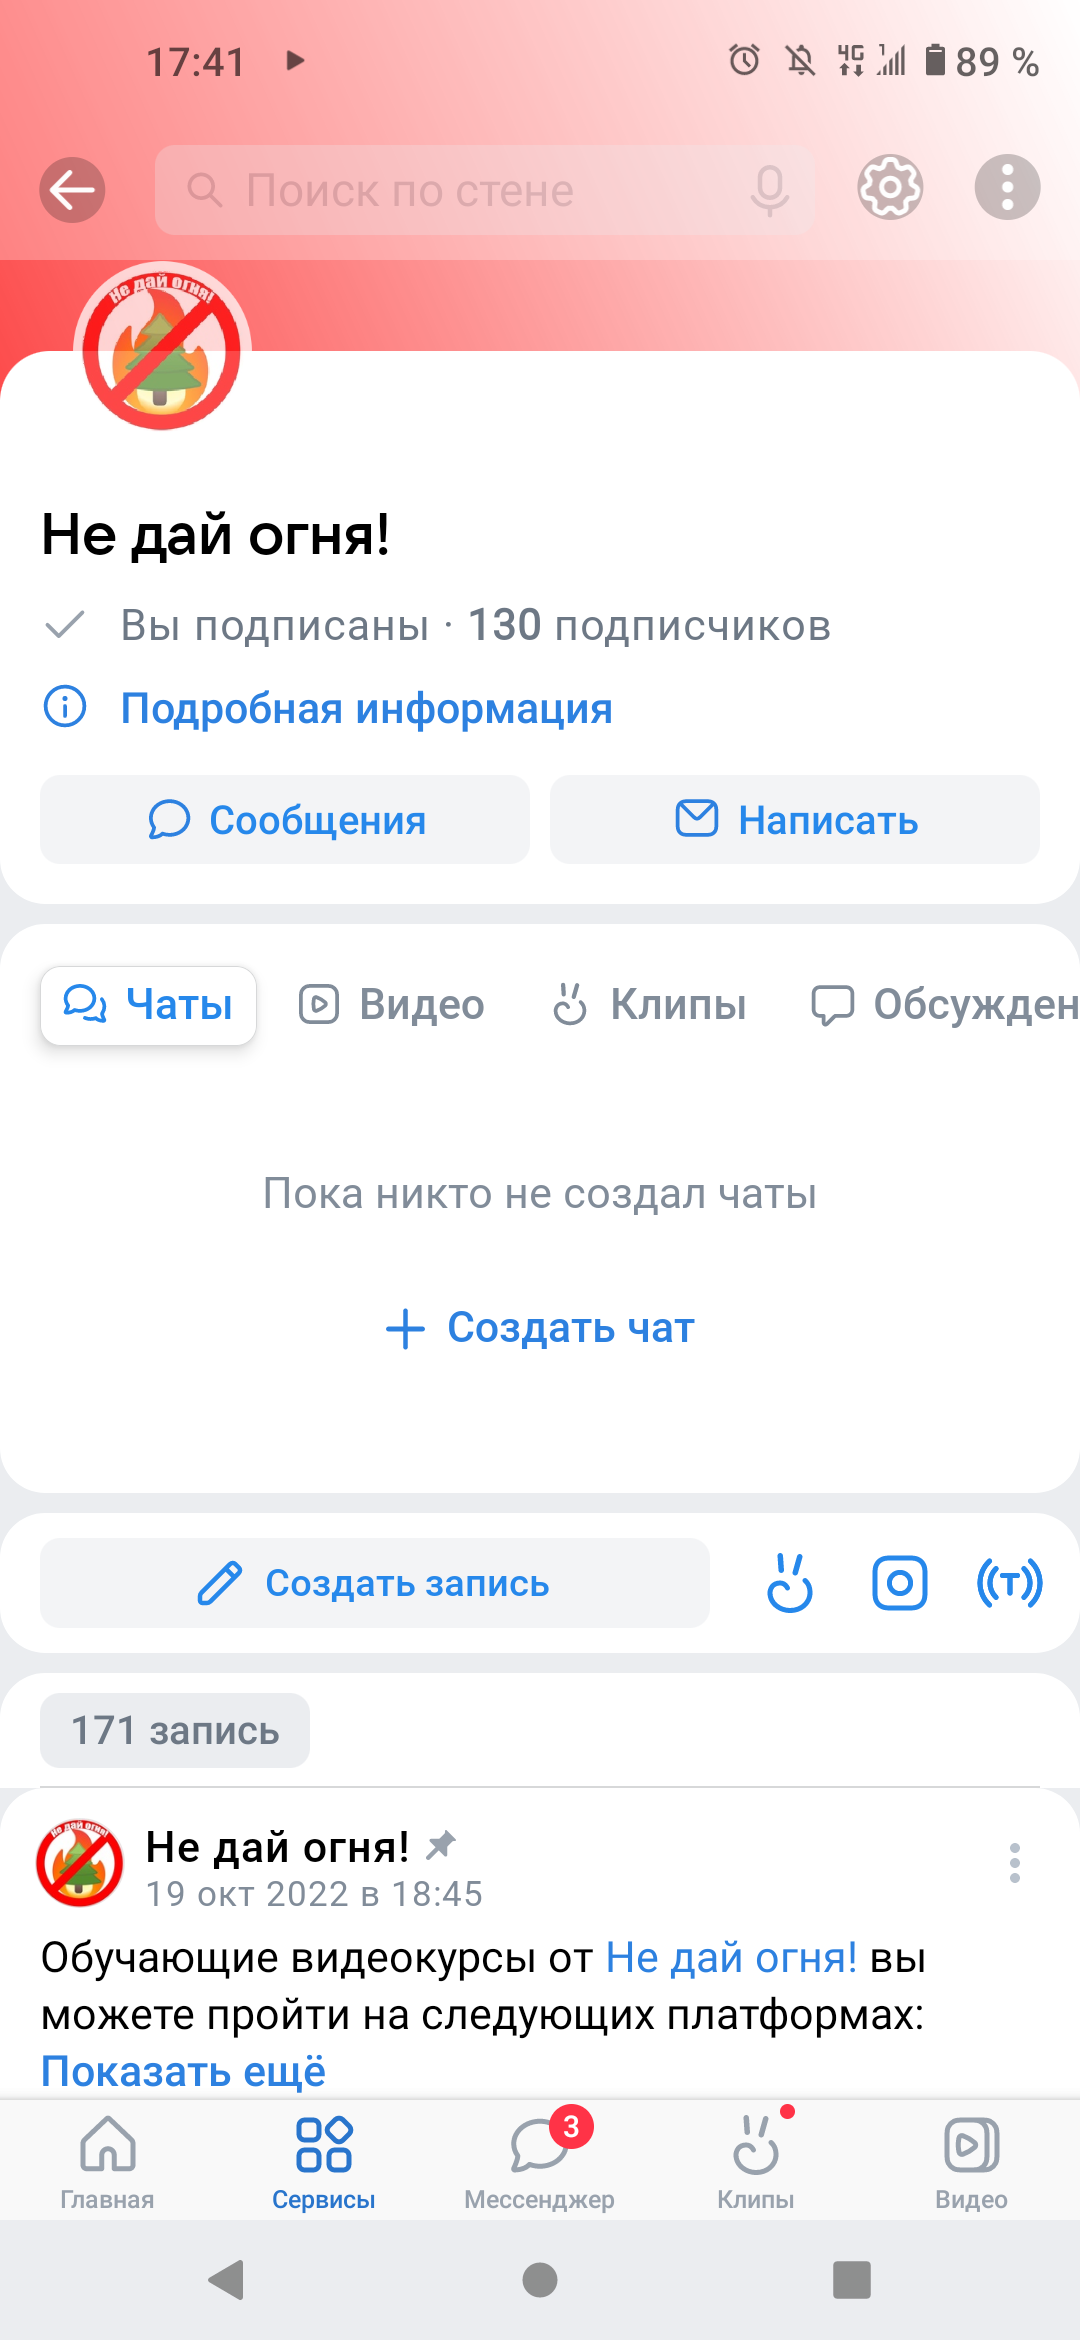 17:41
4G
1
89 %
Поиск по стене
Не дай огня!
Не дай огня!
Вы подписаны · 130 подписчиков
Подробная информация
Сообщения
Написать
Чаты
Видео
Клипы
Обсужден
Пока никто не создал чаты
Создать чат
Создать запись
171 запись
Не дай огня!
Не дай огня!
19 окт 2022 в 18:45
Обучающие видеокурсы от Не дай огня! вы
можете пройти на следующих платформах:
Показать ещё
3
Главная
Сервисы
Мессенджер
Клипы
Видео